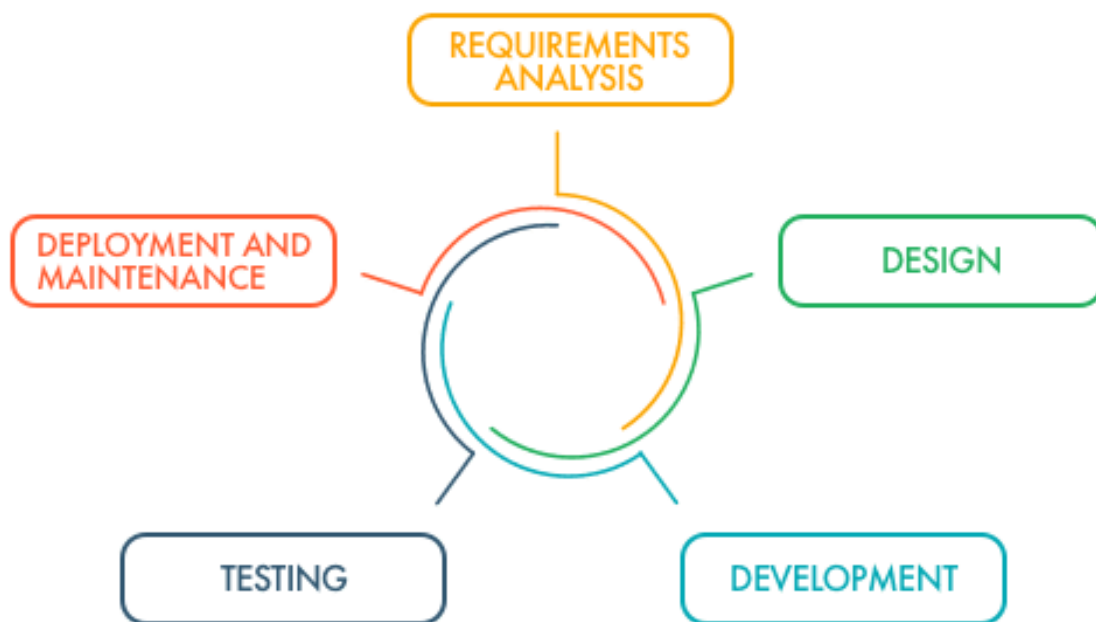 REQUIREMENTS
ANALYSIS
DEPLOYMENT AND
MAINTENANCE
DESIGN
TESTING
DEVELOPMENT